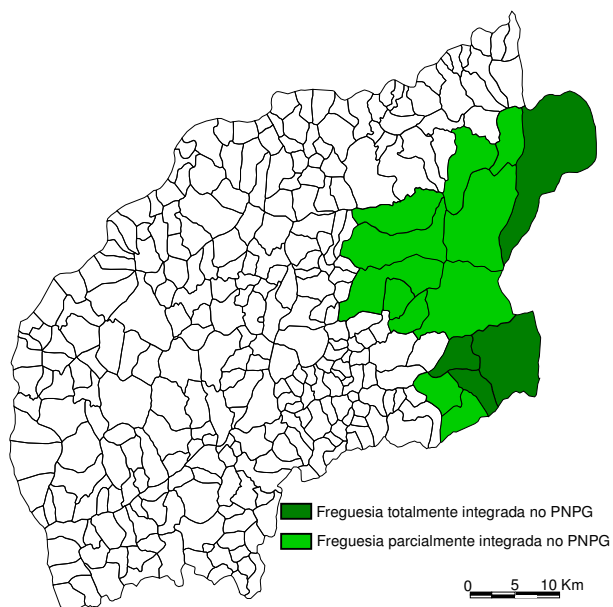 Freguesia totalmente integrada no PNPG
Freguesia parcialmente integrada no PNPG
0 5 10 Km